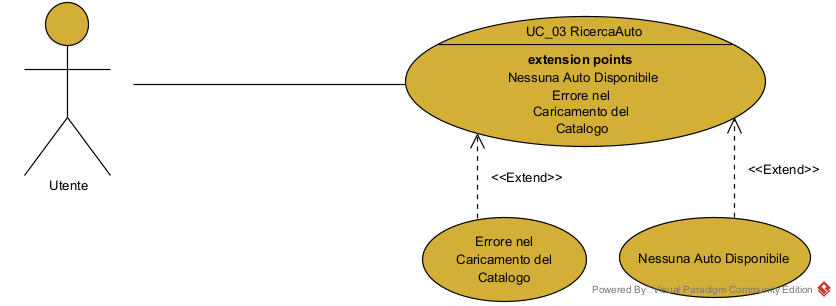 UC_03 RicercaAuto
extension points
Nessuna Auto Disponibile
Errore nel
Caricamento del
Catalogo
Utente
<<Extend>>
<<Extend>>
Errore nel
Caricamento del
Catalogo
Nessuna Auto Disponibile
Powered By: Visual Paradigm Community Edition